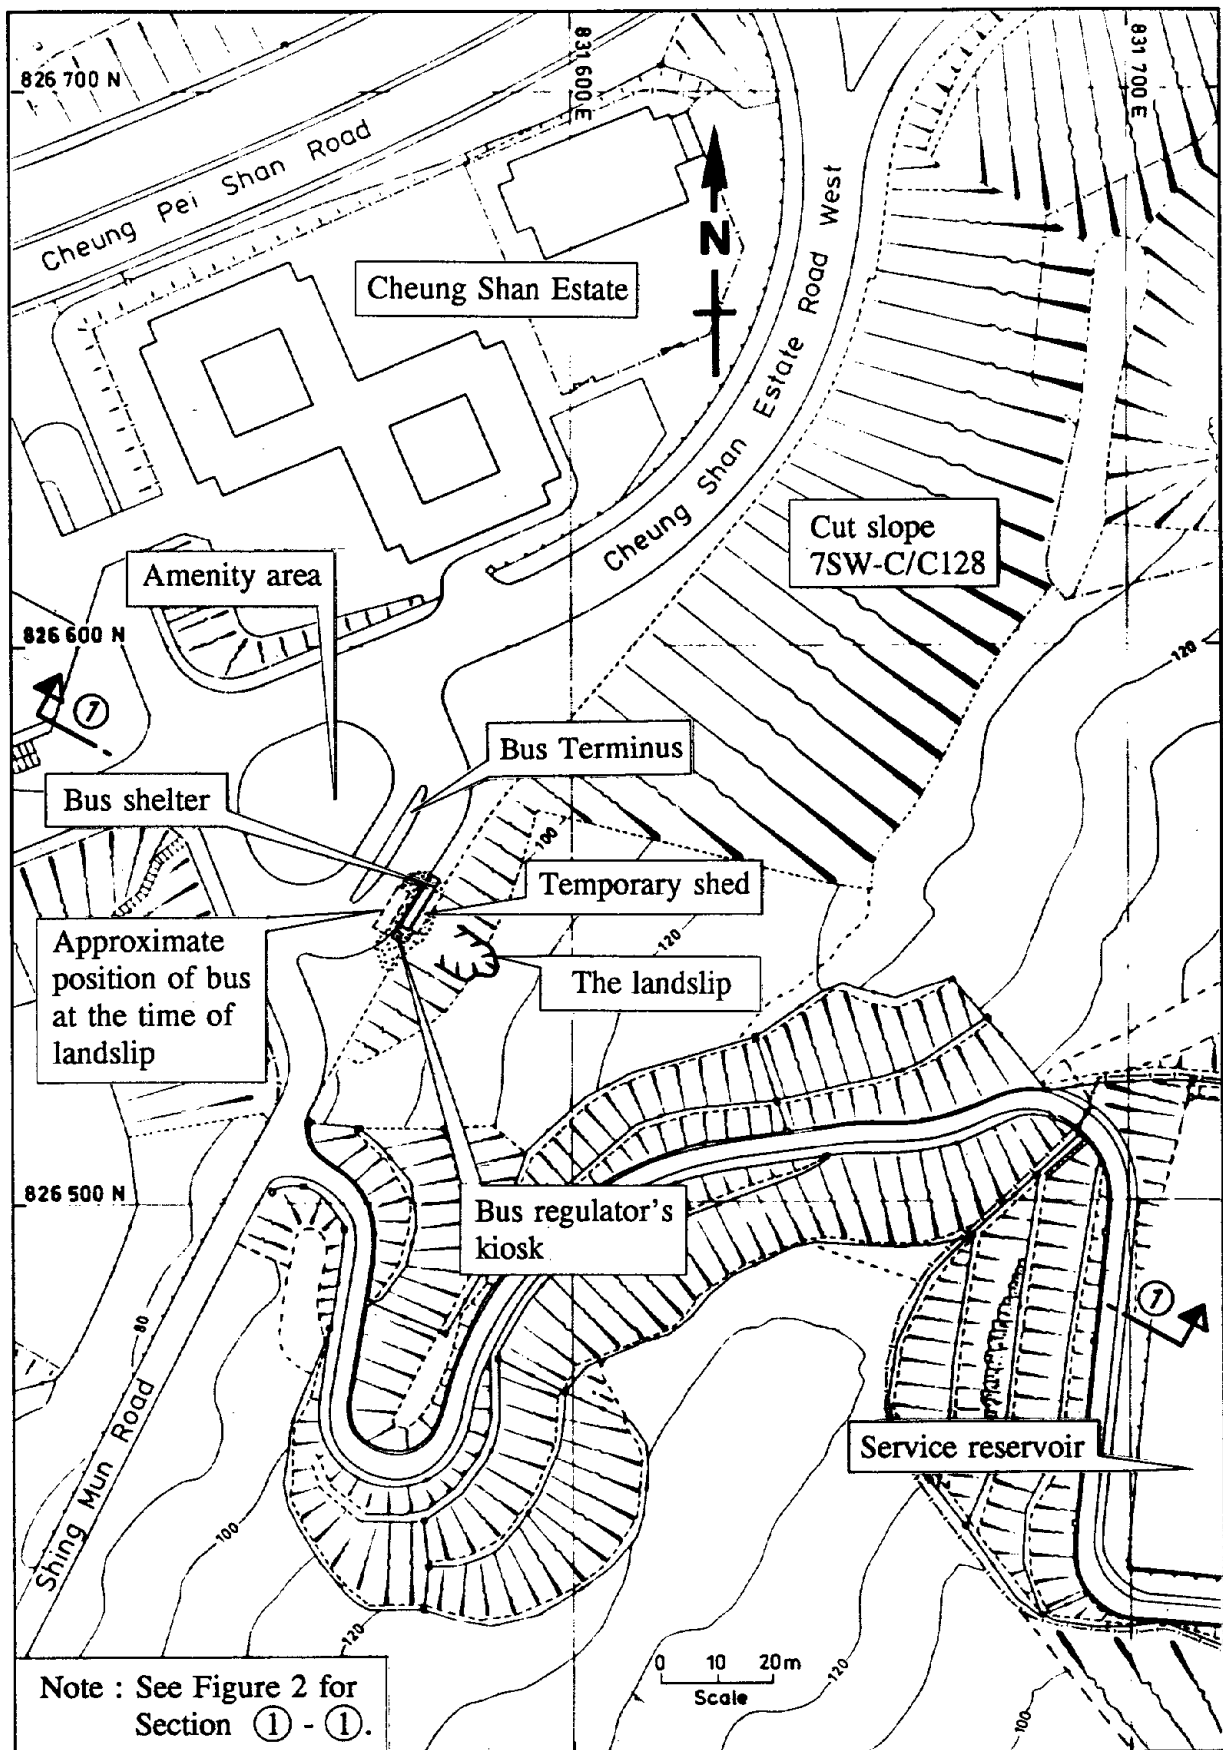 826 700 N
831 600 E
831 700 E
Cheung Pei Shan Road
N
Cheung Shan Estate
Cheung Shan Estate Road West
Cut slope
7SW-C/C128
Amenity area
826 600 N
120
1
Bus Terminus
Bus shelter
100
Temporary shed
Approximate
position of bus
at the time of
landslip
120
The landslip
826 500 N
Bus regulator's
kiosk
1
80
Service reservoir
Shing Mun Road
100
120
0 10 20m
Scale
120
100
Note : See Figure 2 for
Section ① - ①.